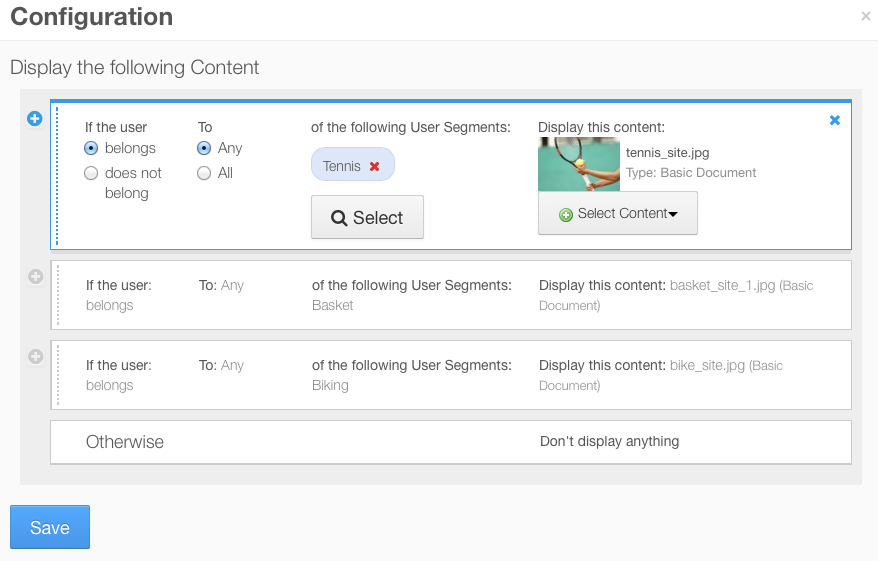 Configuration
×
Display the following Content
If the user
To
of the following User Segments:
Display this content:
belongs
Any
does not
belong
All
Tennis
tennis_site.jpg
Type: Basic Document
Select
Select Content
If the user:
belongs
To: Any
of the following User Segments:
Basket
Display this content: basket_site_1.jpg (Basic
Document)
If the user:
belongs
To: Any
of the following User Segments:
Biking
Display this content: bike_site.jpg (Basic
Document)
Otherwise
Don't display anything
Save